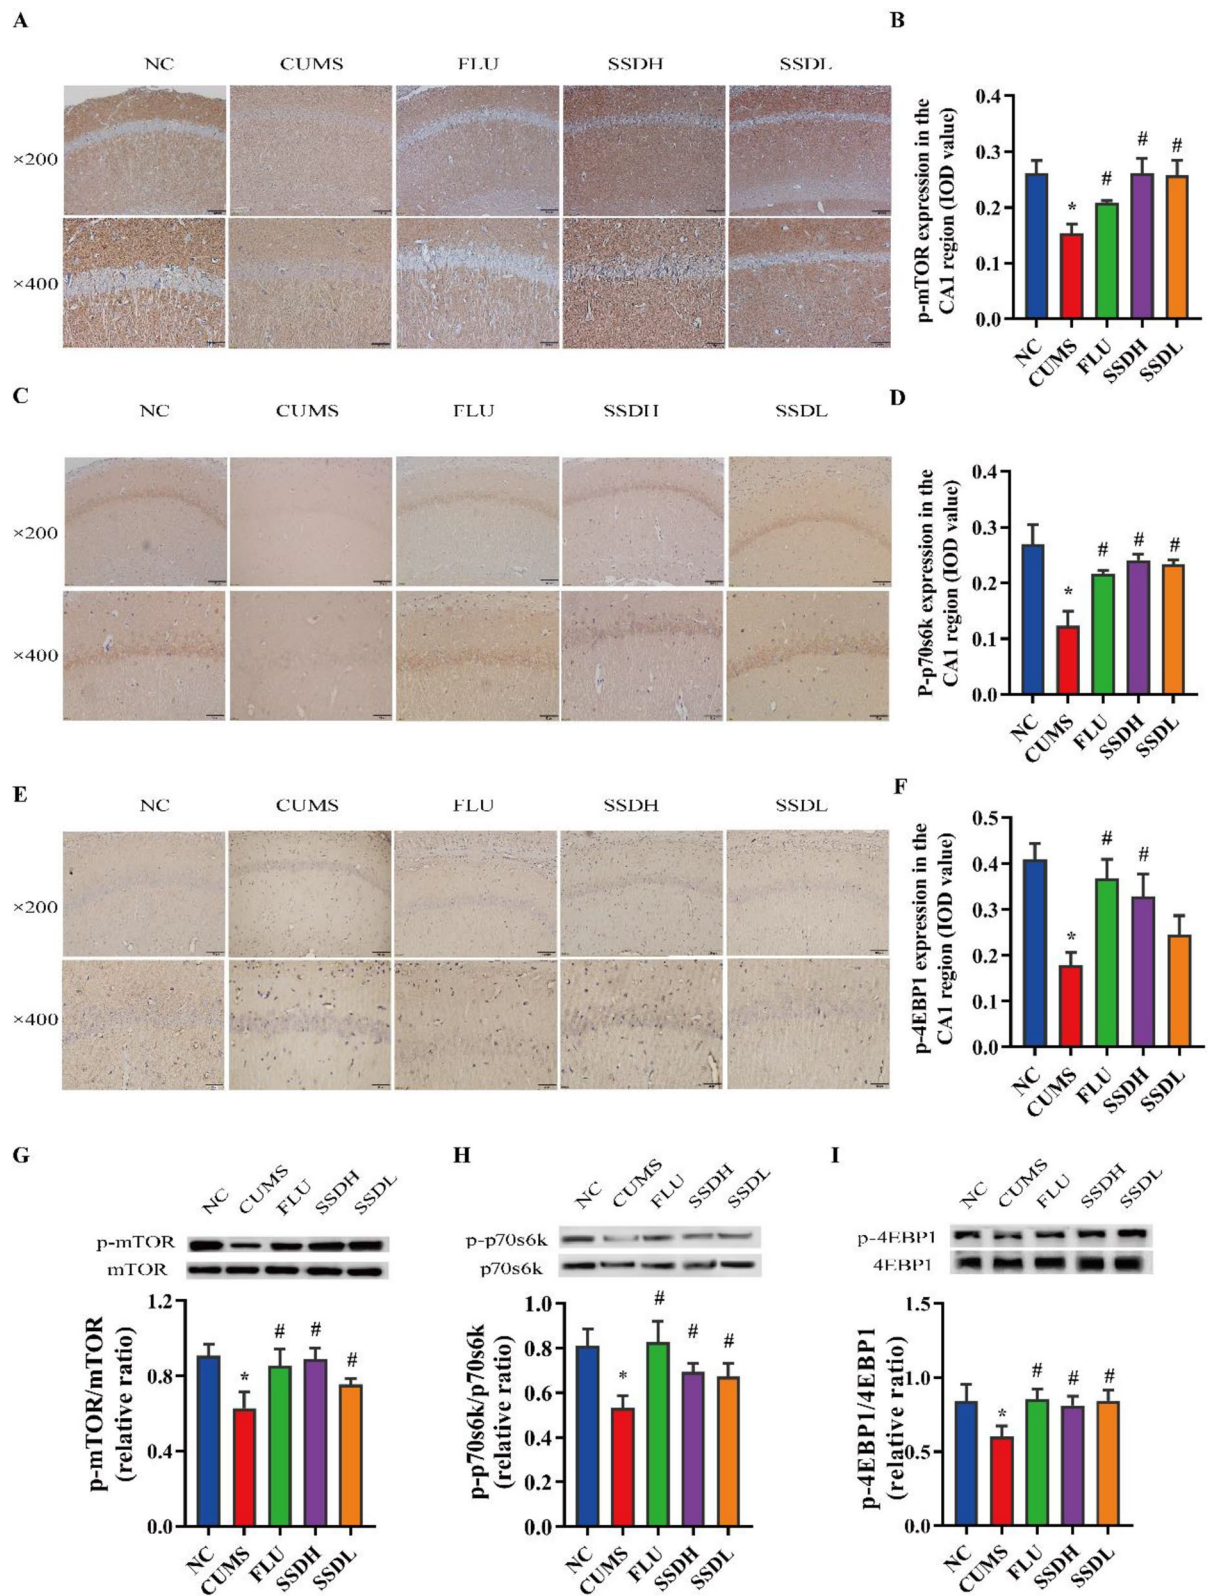 A
B
NC CUMS FLU SSDH SSDL
×200
×400
p-mTOR expression in the
CA1 region (IOD value)
0.4
0.3
0.2
0.1
0.0
* # # #
NC CUMS FLU SSDH SSDL
C
D
NC CUMS FLU SSDH SSDL
×200
×400
P-p70s6k expression in the
CA1 region (IOD value)
0.4
0.3
0.2
0.1
0.0
* # # #
NC CUMS FLU SSDH SSDL
E
F
NC CUMS FLU SSDH SSDL
×200
×400
p-4EBP1 expression in the
CA1 region (IOD value)
0.5
0.4
0.3
0.2
0.1
0.0
* # #
NC CUMS FLU SSDH SSDL
G
NC CUMS FLU SSDH SSDL
p-mTOR
mTOR
p-mTOR/mTOR
(relative ratio)
1.2
0.8
0.4
0.0
* # # #
NC CUMS FLU SSDH SSDL
H
NC CUMS FLU SSDH SSDL
p-p70s6k
p70s6k
p-p70s6k/p70s6k
(relative ratio)
1.0
0.8
0.6
0.4
0.2
0.0
* # # #
NC CUMS FLU SSDH SSDL
I
NC CUMS FLU SSDH SSDL
p-4EBP1
4EBP1
p-4EBP1/4EBP1
(relative ratio)
1.5
1.0
0.5
0.0
* # # #
NC CUMS FLU SSDH SSDL